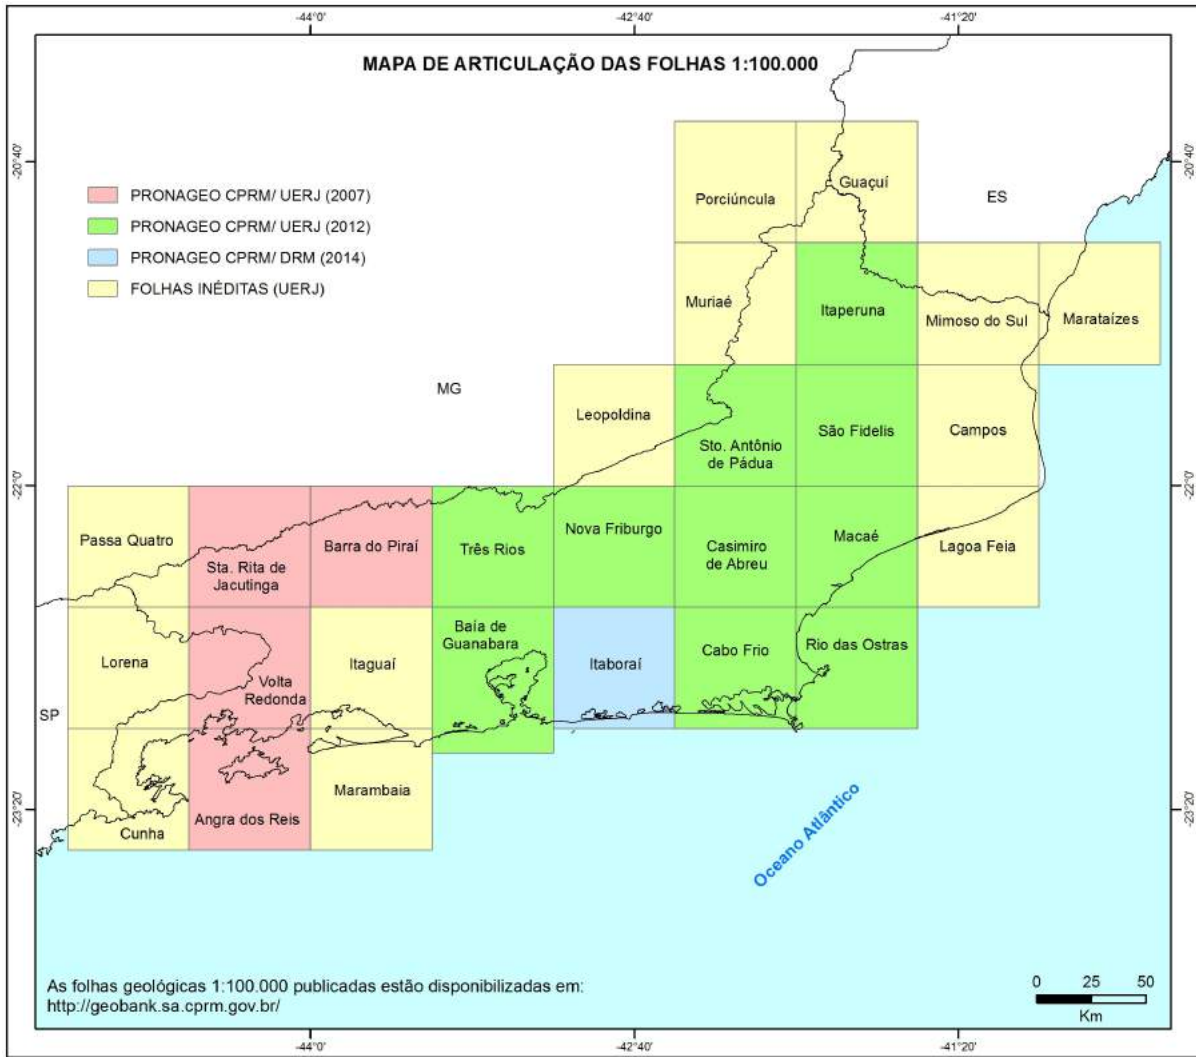 -44°0'
-42°40'
-41°20'
MAPA DE ARTICULAÇÃO DAS FOLHAS 1:100.000
-20°40'
-20°40'
PRONAGEO CPRM/ UERJ (2007)
PRONAGEO CPRM/ UERJ (2012)
PRONAGEO CPRM/ DRM (2014)
FOLHAS INÉDITAS (UERJ)
Porciúncula
Guaçuí
ES
Muriaé
Itaperuna
Mimoso do Sul
Marataízes
MG
Leopoldina
Sto. Antônio
de Pádua
São Fidelis
Campos
-22°0'
-22°0'
Passa Quatro
Sta. Rita de
Jacutinga
Barra do Piraí
Três Rios
Nova Friburgo
Casimiro
de Abreu
Macaé
Lagoa Feia
Lorena
Volta
Redonda
Itaguaí
Baía de
Guanabara
Itaboraí
Cabo Frio
Rio das Ostras
SP
Cunha
Angra dos Reis
Marambaia
-23°20'
-23°20'
Oceano Atlântico
As folhas geológicas 1:100.000 publicadas estão disponibilizadas em:
http://geobank.sa.cprm.gov.br/
0 25 50
Km
-44°0'
-42°40'
-41°20'